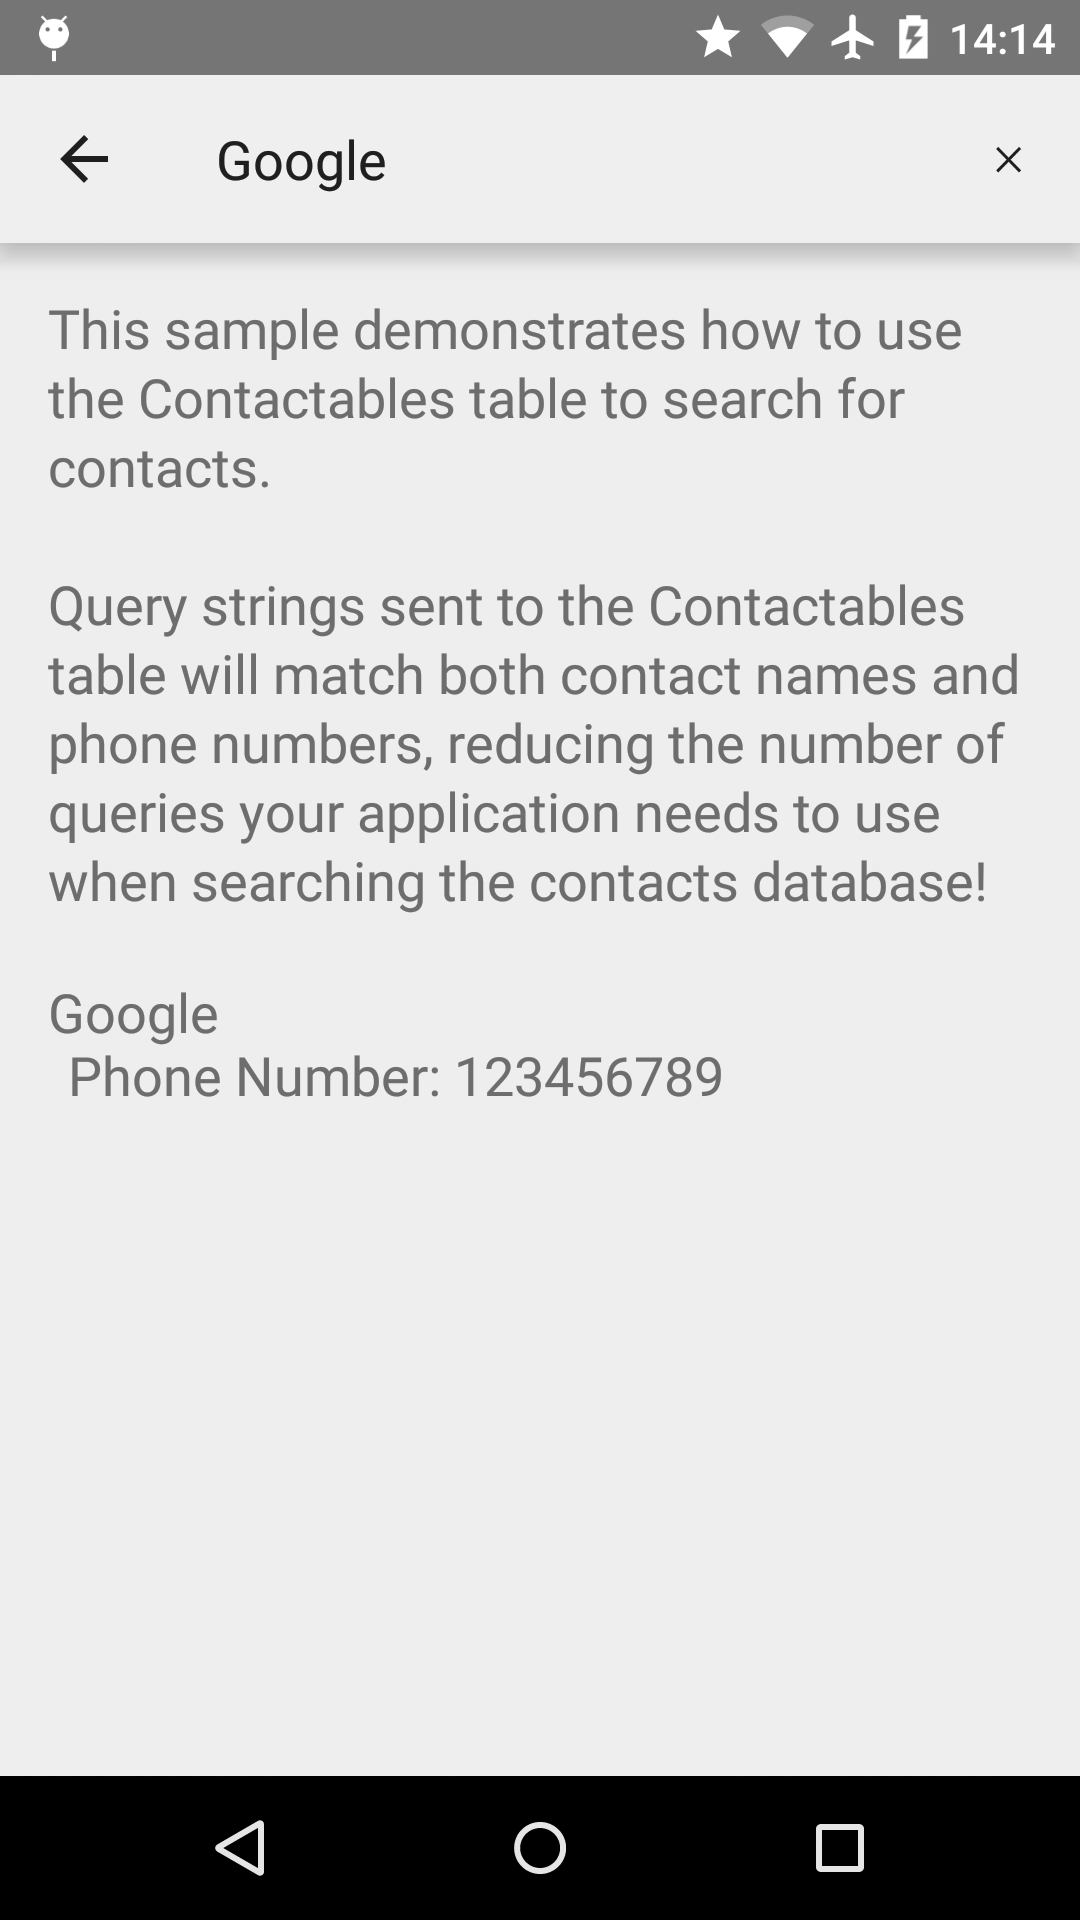 14:14
Google
This sample demonstrates how to use
the Contactables table to search for
contacts.
Query strings sent to the Contactables
table will match both contact names and
phone numbers, reducing the number of
queries your application needs to use
when searching the contacts database!
Google
Phone Number: 123456789